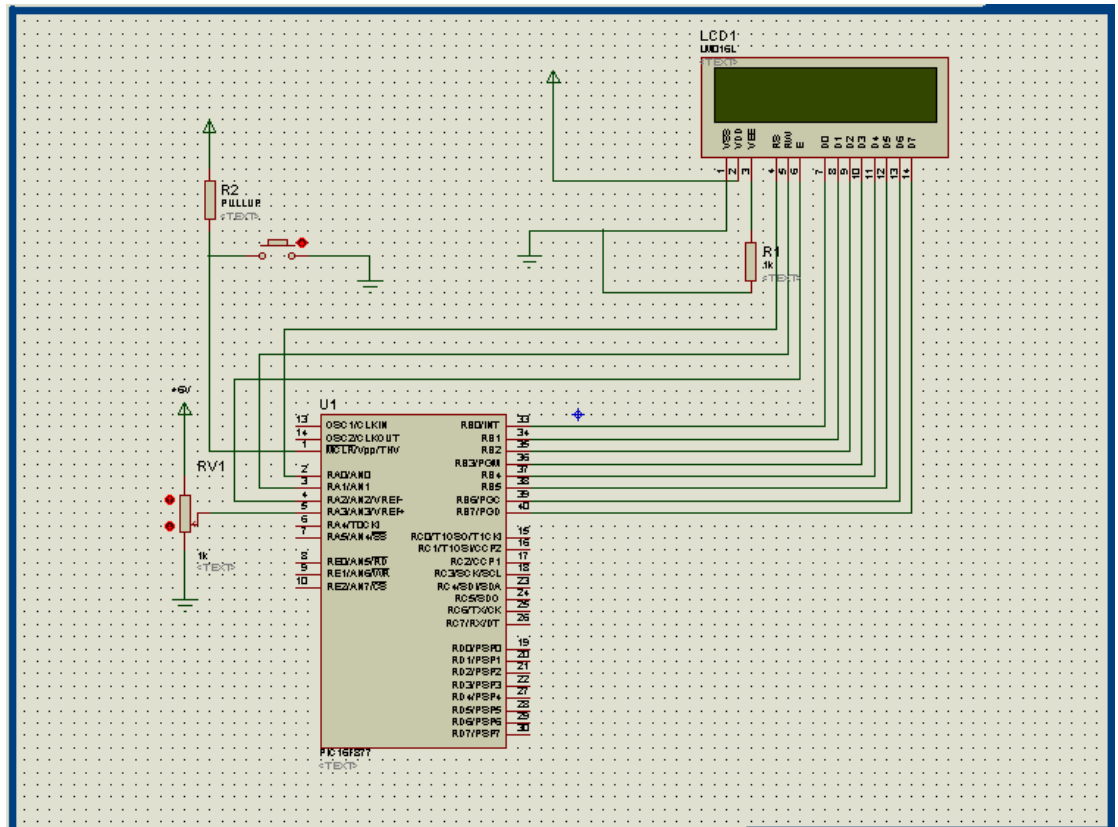 LCD1
LM016L
<TEXT>
VSS VDD VEE RS RW E D0 D1 D2 D3 D4 D5 D6 D7
1 2 3 4 5 6 7 8 9 10 11 12 13 14
R2
PULLUP
<TEXT>
R1
1k
<TEXT>
U1
13 OSC1/CLKIN RB0/INT 33
14 OSC2/CLKOUT RB1 34
1 MCLR/Vpp/THV RB2 35
RB3/PGM 36
2 RA0/AN0 RB4 37
3 RA1/AN1 RB5 38
4 RA2/AN2/VREF- RB6/PGC 39
5 RA3/AN3/VREF+ RB7/PGD 40
6 RA4/T0CKI
7 RA5/AN4/SS RC0/T1OSO/T1CKI 15
RC1/T1OSI/CCP2 16
8 RE0/AN5/RD RC2/CCP1 17
9 RE1/AN6/WR RC3/SCK/SCL 18
10 RE2/AN7/CS RC4/SDI/SDA 23
RC5/SDO 24
RC6/TX/CK 25
RC7/RX/DT 26
RD0/PSP0 19
RD1/PSP1 20
RD2/PSP2 21
RD3/PSP3 22
RD4/PSP4 27
RD5/PSP5 28
RD6/PSP6 29
RD7/PSP7 30
PIC16F877
<TEXT>
RV1
1k
<TEXT>